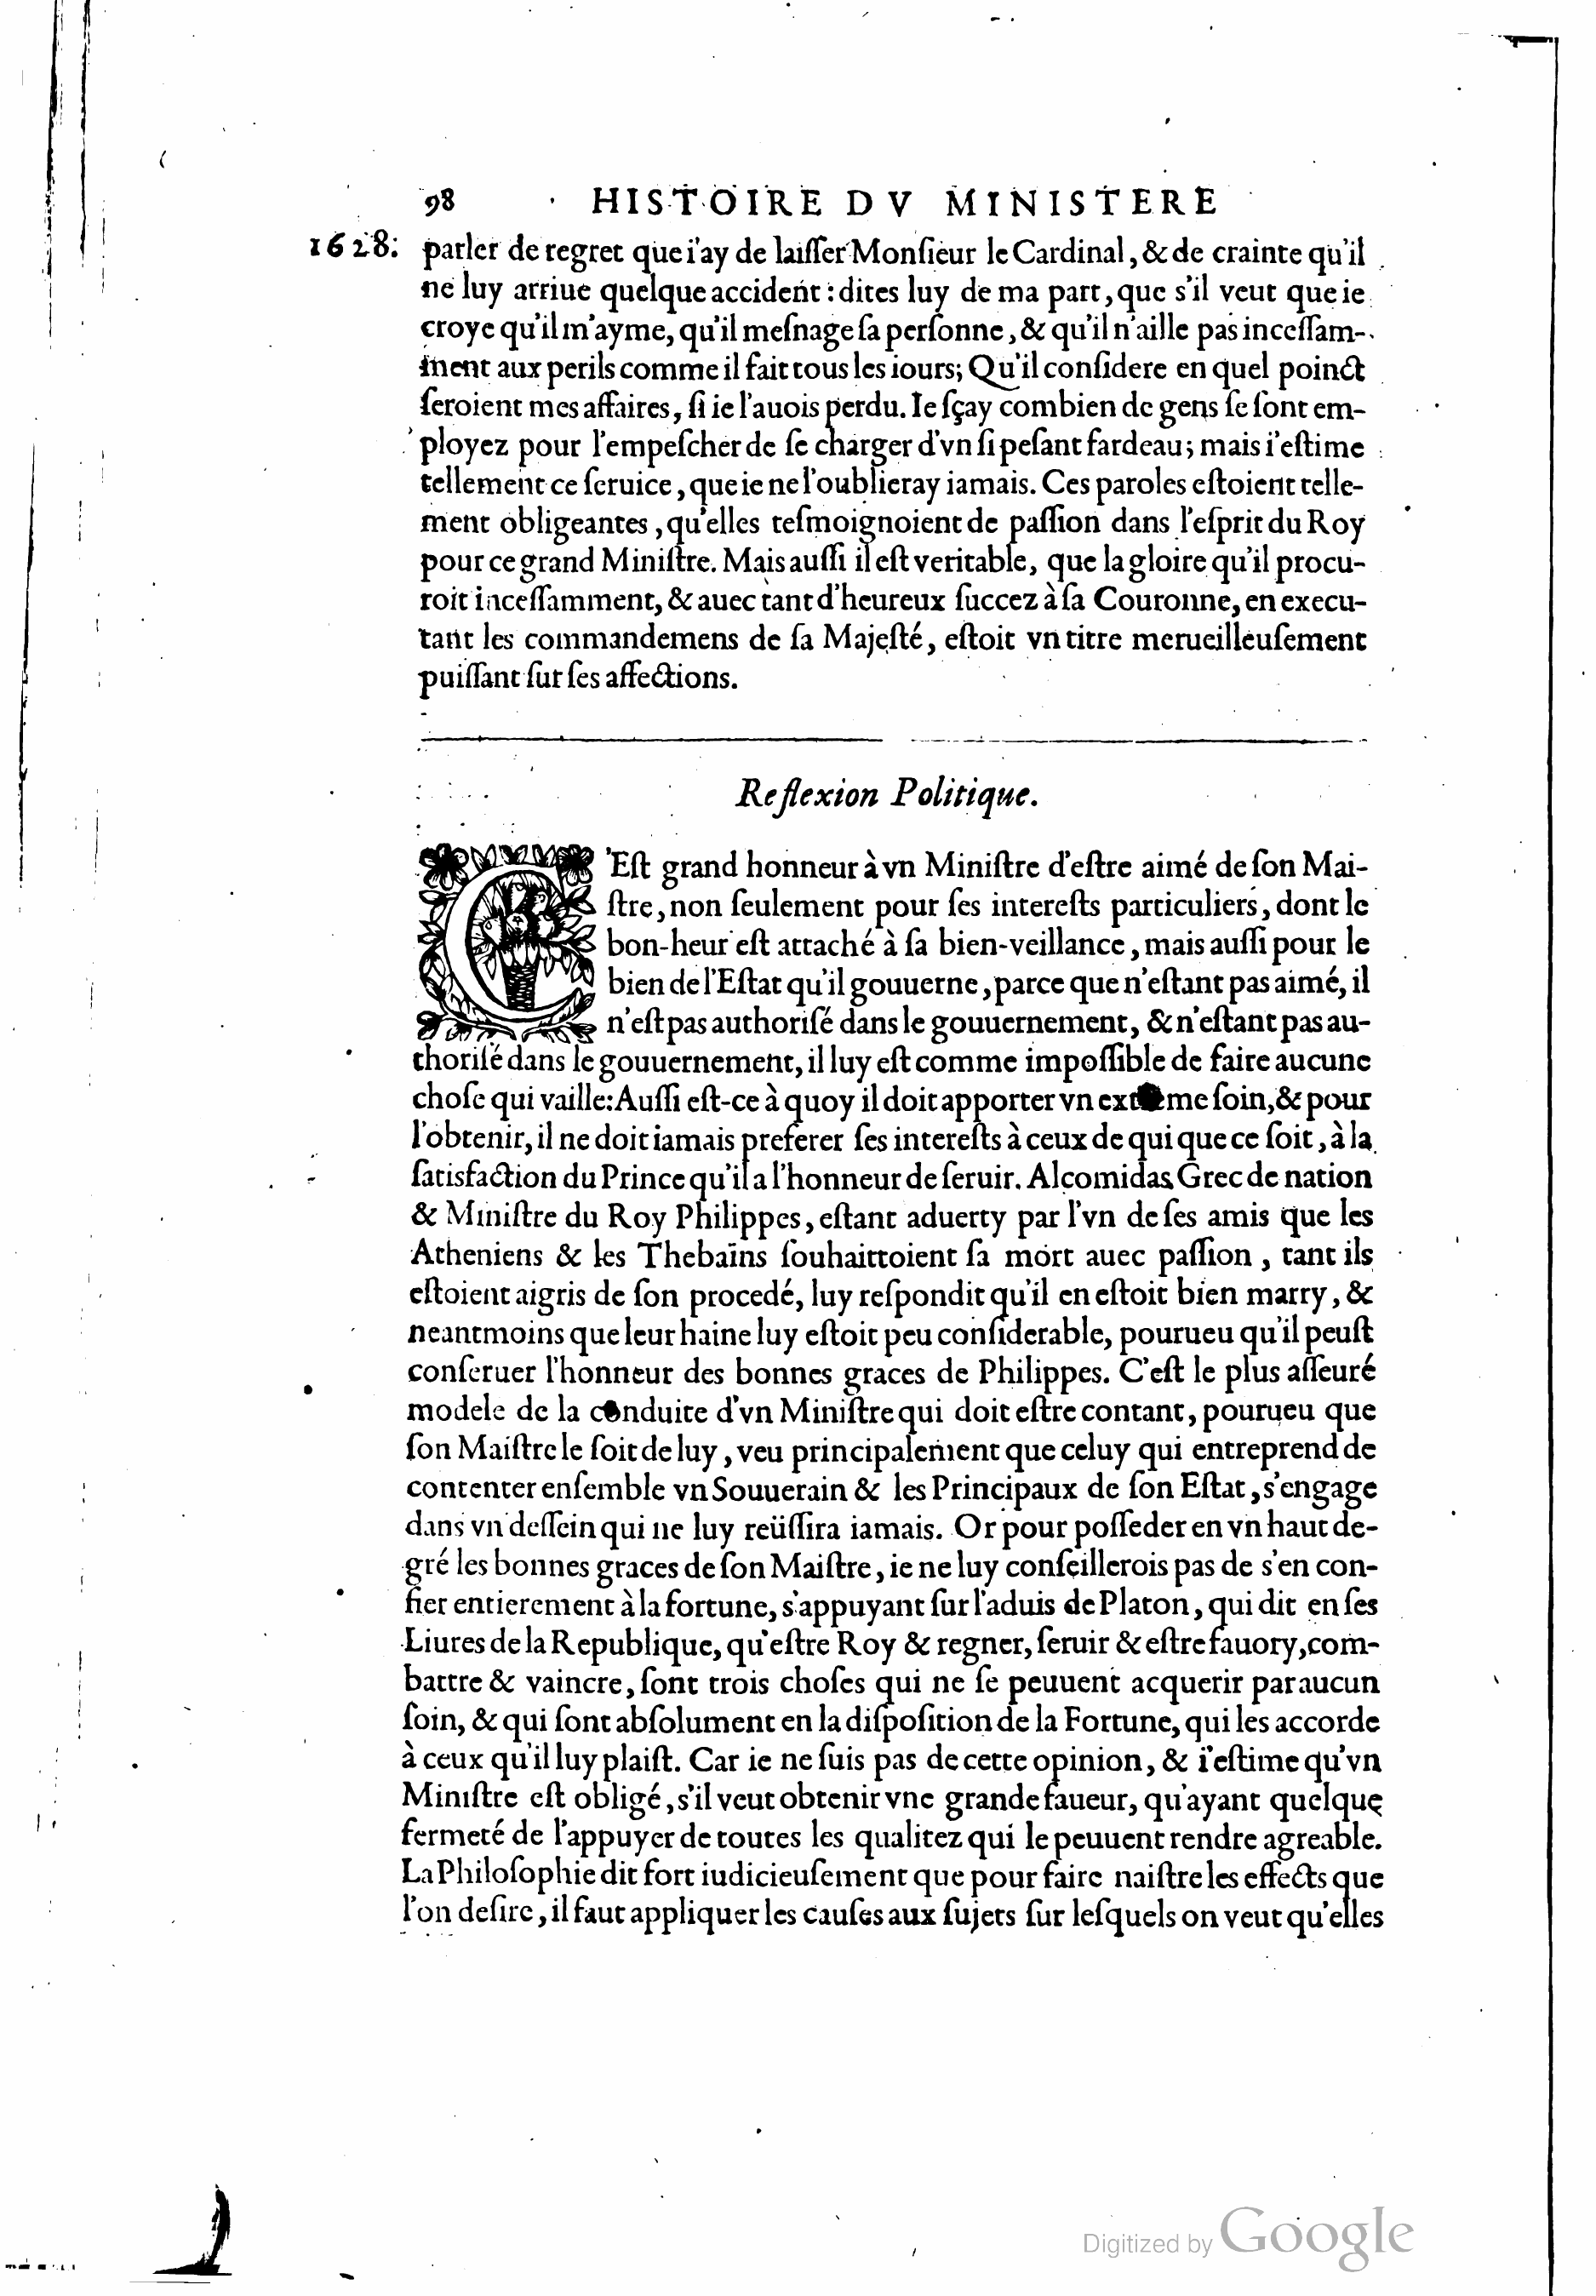 98 HISTOIRE DV MINISTERE
1628. parler de regret que i'ay de laiſſer Monſieur le Cardinal, & de crainte qu'il
ne luy arriue quelque accident : dites luy de ma part, que s'il veut que ie
croye qu'il m'ayme, qu'il meſnage ſa perſonne, & qu'il n'aille pas inceſſam-
ment aux perils comme il fait tous les iours; Qu'il conſidere en quel poinct
ſeroient mes affaires, ſi ie l'auois perdu. Ie ſçay combien de gens ſe ſont em-
ployez pour l'empeſcher de ſe charger d'vn ſi peſant fardeau; mais i'eſtime
tellement ce ſeruice, que ie ne l'oublieray iamais. Ces paroles eſtoient telle-
ment obligeantes, qu'elles teſmoignoient de paſſion dans l'eſprit du Roy
pour ce grand Miniſtre. Mais auſſi il eſt veritable, que la gloire qu'il procu-
roit inceſſamment, & auec tant d'heureux ſuccez à ſa Couronne, en execu-
tant les commandemens de ſa Majeſté, eſtoit vn titre merueilleuſement
puiſſant ſur ſes affections.
Reflexion Politique.
C'Eſt grand honneur à vn Miniſtre d'eſtre aimé de ſon Mai-
ſtre, non ſeulement pour ſes intereſts particuliers, dont le
bon-heur eſt attaché à ſa bien-veillance, mais auſſi pour le
bien de l'Eſtat qu'il gouuerne, parce que n'eſtant pas aimé, il
n'eſt pas authoriſé dans le gouuernement, & n'eſtant pas au-
thoriſé dans le gouuernement, il luy eſt comme impoſſible de faire aucune
choſe qui vaille: Auſſi eſt-ce à quoy il doit apporter vn extreme ſoin, & pour
l'obtenir, il ne doit iamais preferer ſes intereſts à ceux de qui que ce ſoit, à la
ſatisfaction du Prince qu'il a l'honneur de ſeruir. Alcomidas Grec de nation
& Miniſtre du Roy Philippes, eſtant aduerty par l'vn de ſes amis que les
Atheniens & les Thebains ſouhaittoient ſa mort auec paſſion, tant ils
eſtoient aigris de ſon procedé, luy reſpondit qu'il en eſtoit bien marry, &
neantmoins que leur haine luy eſtoit peu conſiderable, pourueu qu'il peuſt
conſeruer l'honneur des bonnes graces de Philippes. C'eſt le plus aſſeuré
modele de la conduite d'vn Miniſtre qui doit eſtre contant, pourueu que
ſon Maiſtre le ſoit de luy, veu principalement que celuy qui entreprend de
contenter enſemble vn Souuerain & les Principaux de ſon Eſtat, s'engage
dans vn deſſein qui ne luy reüſſira iamais. Or pour poſſeder en vn haut de-
gré les bonnes graces de ſon Maiſtre, ie ne luy conſeillerois pas de s'en con-
fier entierement à la fortune, s'appuyant ſur l'aduis de Platon, qui dit en ſes
Liures de la Republique, qu'eſtre Roy & regner, ſeruir & eſtre fauory, com-
battre & vaincre, ſont trois choſes qui ne ſe peuuent acquerir par aucun
ſoin, & qui ſont abſolument en la diſpoſition de la Fortune, qui les accorde
à ceux qu'il luy plaiſt. Car ie ne ſuis pas de cette opinion, & i'eſtime qu'vn
Miniſtre eſt obligé, s'il veut obtenir vne grande faueur, qu'ayant quelque
fermeté de l'appuyer de toutes les qualitez qui le peuuent rendre agreable.
La Philoſophie dit fort iudicieuſement que pour faire naiſtre les effects que
l'on deſire, il faut appliquer les cauſes aux ſujets ſur leſquels on veut qu'elles
Digitized by Google